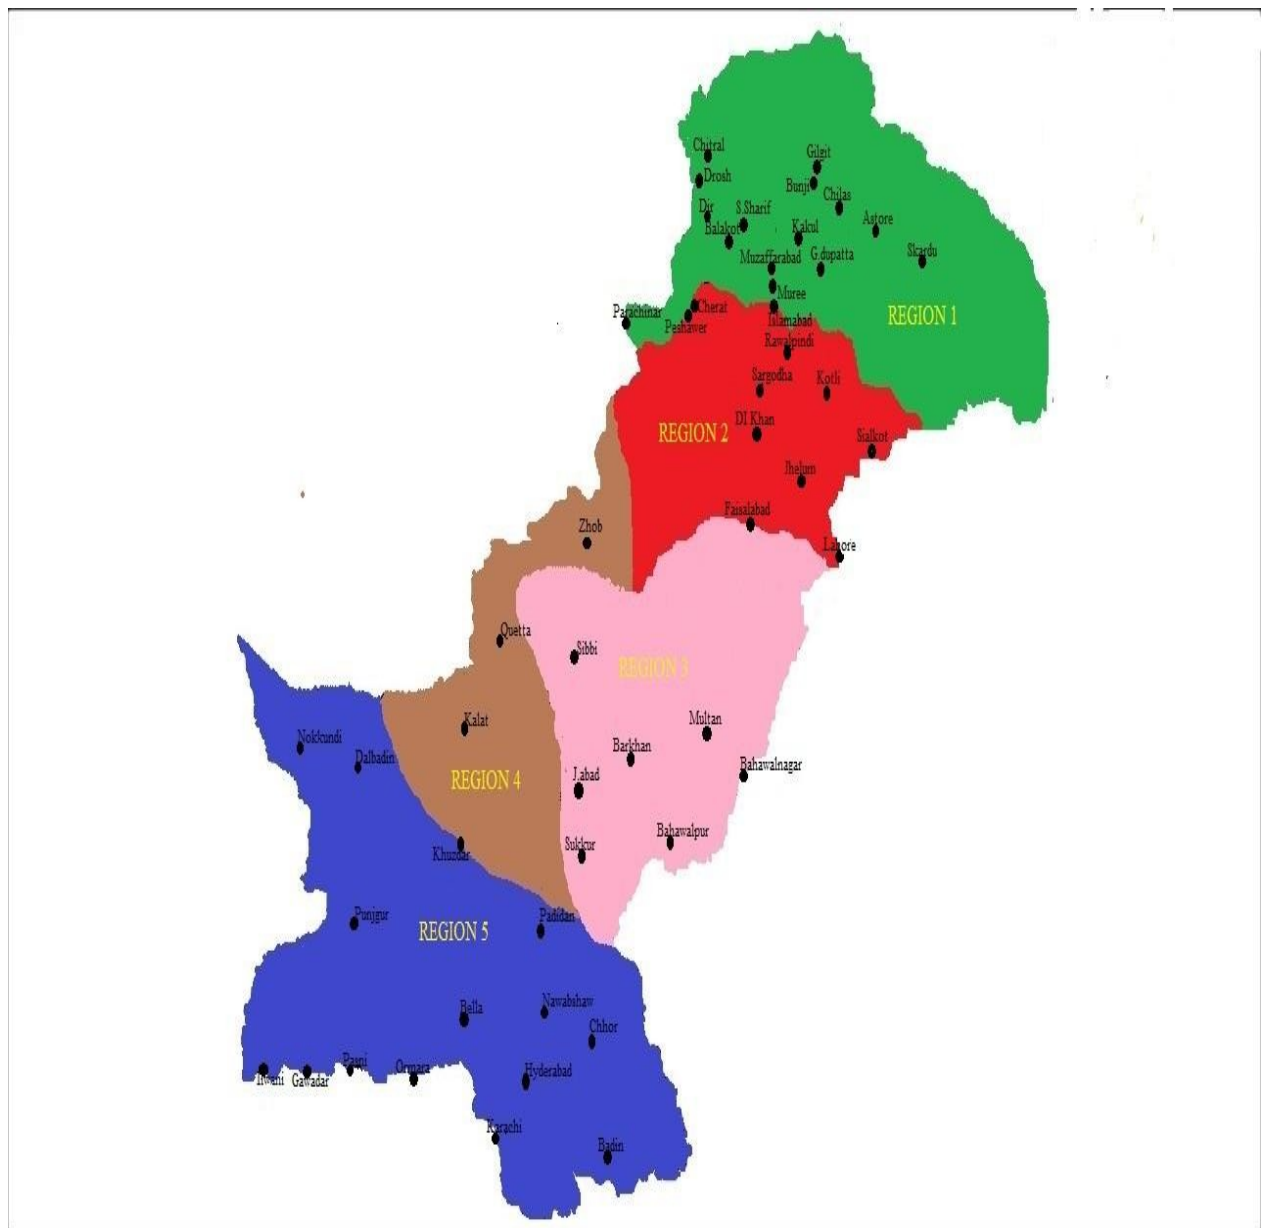 Chitral
Gilgit
Drosh
Bunji
Chilas
Dir
S.Sharif
Astore
Balakot
Kakul
Skardu
Muzaffarabad
G.dupatta
Muree
Cherat
Parachinar
Peshawer
Islamabad
REGION 1
Rawalpindi
Sargodha
Kotli
DI Khan
REGION 2
Sialkot
Jhelum
Faisalabad
Zhob
Lahore
Quetta
Sibbi
REGION 3
Kalat
Multan
Nokkundi
Barkhan
Dalbadin
REGION 4
J.abad
Bahawalnagar
Khuzdar
Sukkur
Bahawalpur
Punjgur
Padidan
REGION 5
Bella
Nawabshaw
Chhor
Pasni
Ormara
Gawadar
Hyderabad
Karachi
Badin